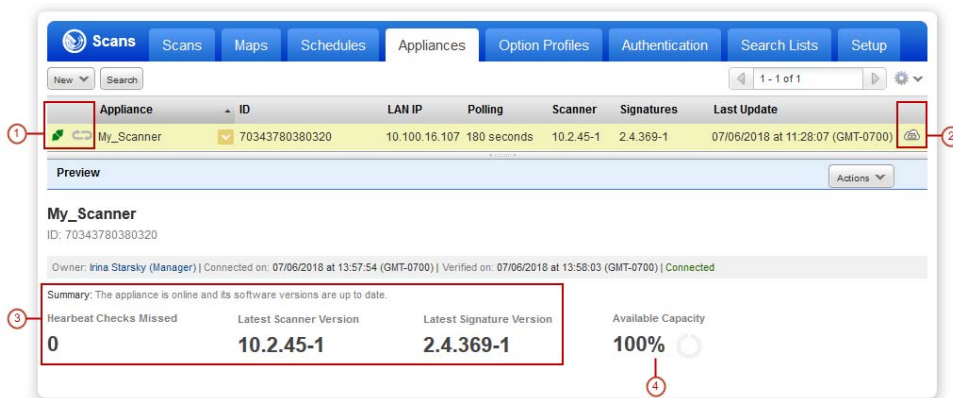 Scans Scans Maps Schedules Appliances Option Profiles Authentication Search Lists Setup
New Search 1 - 1 of 1
Appliance ID LAN IP Polling Scanner Signatures Last Update
1 My_Scanner 70343780380320 10.100.16.107 180 seconds 10.2.45-1 2.4.369-1 07/06/2018 at 11:28:07 (GMT-0700) 2
Preview Actions
My_Scanner
ID: 70343780380320
Owner: Irina Starsky (Manager) | Connected on: 07/06/2018 at 13:57:54 (GMT-0700) | Verified on: 07/06/2018 at 13:58:03 (GMT-0700) | Connected
Summary: The appliance is online and its software versions are up to date.
3 Hearbeat Checks Missed Latest Scanner Version Latest Signature Version Available Capacity
0 10.2.45-1 2.4.369-1 100%
4